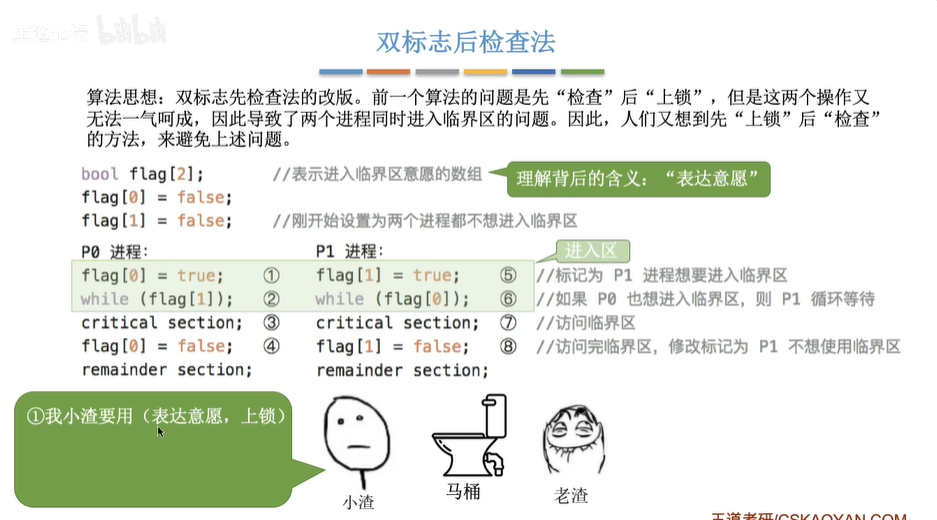 双标志后检查法
算法思想：双标志先检查法的改版。前一个算法的问题是先“检查”后“上锁”，但是这两个操作又
无法一气呵成，因此导致了两个进程同时进入临界区的问题。因此，人们又想到先“上锁”后“检查”
的方法，来避免上述问题。
bool flag[2]; //表示进入临界区意愿的数组
理解背后的含义：“表达意愿”
flag[0] = false;
flag[1] = false; //刚开始设置为两个进程都不想进入临界区
P0 进程： P1 进程：
进入区
flag[0] = true; ① flag[1] = true; ⑤ //标记为 P1 进程想要进入临界区
while (flag[1]); ② while (flag[0]); ⑥ //如果 P0 也想进入临界区，则 P1 循环等待
critical section; ③ critical section; ⑦ //访问临界区
flag[0] = false; ④ flag[1] = false; ⑧ //访问完临界区，修改标记为 P1 不想使用临界区
remainder section; remainder section;
①我小渣要用（表达意愿，上锁）
小渣 马桶 老渣
王道考研/CSKAOYAN.COM